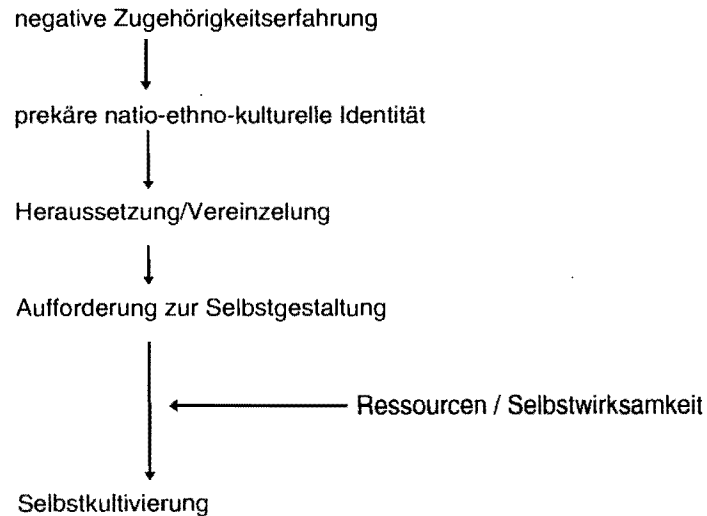 negative Zugehörigkeitserfahrung
prekäre natio-ethno-kulturelle Identität
Heraussetzung/Vereinzelung
Aufforderung zur Selbstgestaltung
Ressourcen / Selbstwirksamkeit
Selbstkultivierung